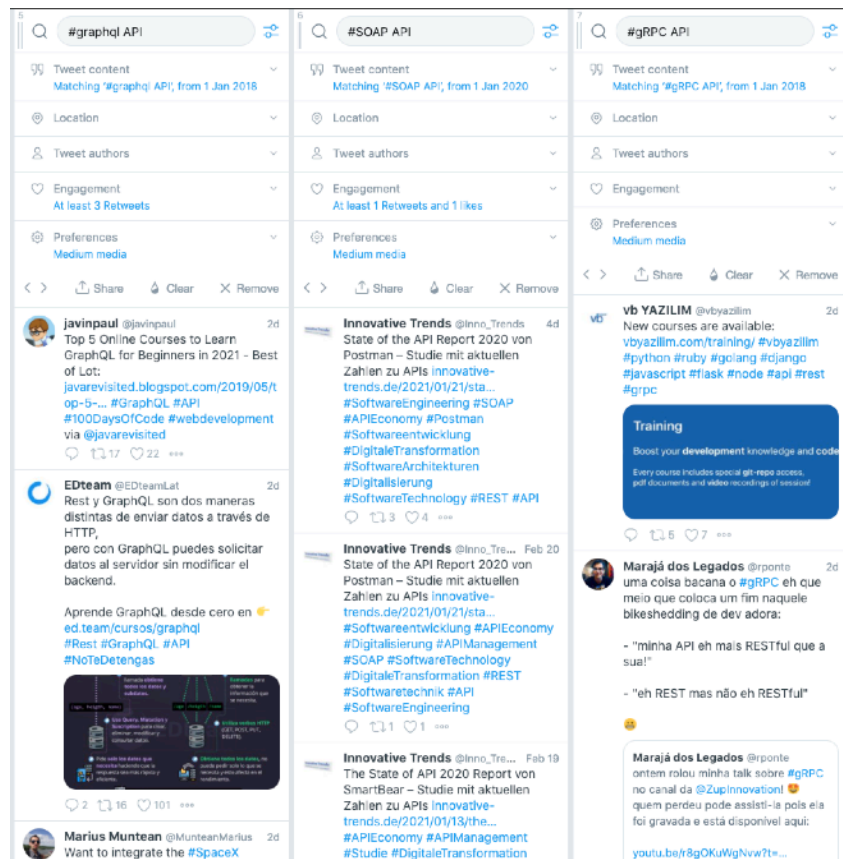 5
#graphql API
Tweet content
Matching '#graphql API', from 1 Jan 2018
Location
Tweet authors
Engagement
At least 3 Retweets
Preferences
Medium media
Share Clear Remove
javinpaul @javinpaul 2d
Top 5 Online Courses to Learn
GraphQL for Beginners in 2021 - Best
of Lot:
javarevisited.blogspot.com/2019/05/t
op-5-... #GraphQL #API
#100DaysOfCode #webdevelopment
via @javarevisited
17 22
EDteam @EDteamLat 2d
Rest y GraphQL son dos maneras
distintas de enviar datos a través de
HTTP,
pero con GraphQL puedes solicitar
datos al servidor sin modificar el
backend.
Aprende GraphQL desde cero en 👉
ed.team/cursos/graphql
#Rest #GraphQL #API
#NoTeDetengas
2 16 101
Marius Muntean @MunteanMarius 2d
Want to integrate the #SpaceX
6
#SOAP API
Tweet content
Matching '#SOAP API', from 1 Jan 2020
Location
Tweet authors
Engagement
At least 1 Retweets and 1 likes
Preferences
Medium media
Share Clear Remove
Innovative Trends @Inno_Trends 4d
State of the API Report 2020 von
Postman – Studie mit aktuellen
Zahlen zu APIs innovative-
trends.de/2021/01/21/sta...
#SoftwareEngineering #SOAP
#APIEconomy #Postman
#Softwareentwicklung
#DigitaleTransformation
#SoftwareArchitekturen
#Digitalisierung
#SoftwareTechnology #REST #API
3 4
Innovative Trends @Inno_Tre... Feb 20
State of the API Report 2020 von
Postman – Studie mit aktuellen
Zahlen zu APIs innovative-
trends.de/2021/01/21/sta...
#Softwareentwicklung #APIEconomy
#Digitalisierung #APIManagement
#SOAP #SoftwareTechnology
#DigitaleTransformation #REST
#Softwaretechnik #API
#SoftwareEngineering
1 1
Innovative Trends @Inno_Tre... Feb 19
The State of API 2020 Report von
SmartBear – Studie mit aktuellen
Zahlen zu APIs innovative-
trends.de/2021/01/13/the...
#APIEconomy #APIManagement
#Studie #DigitaleTransformation
7
#gRPC API
Tweet content
Matching '#gRPC API', from 1 Jan 2018
Location
Tweet authors
Engagement
Preferences
Medium media
Share Clear Remove
vb YAZILIM @vbyazilim 2d
New courses are available:
vbyazilim.com/training/ #vbyazilim
#python #ruby #golang #django
#javascript #flask #node #api #rest
#grpc
Training
Boost your development knowledge and code
Every course includes special git-repo access,
pdf documents and video recordings of session!
5 7
Marajá dos Legados @rponte 2d
uma coisa bacana o #gRPC eh que
meio que coloca um fim naquele
bikeshedding de dev adora:
- "minha API eh mais RESTful que a
sua!"
- "eh REST mas não eh RESTful"
😬
Marajá dos Legados @rponte
ontem rolou minha talk sobre #gRPC
no canal da @ZupInnovation! 😍
quem perdeu pode assisti-la pois ela
foi gravada e está disponível aqui:
youtu.be/r8gOKuWgNvw?t=...